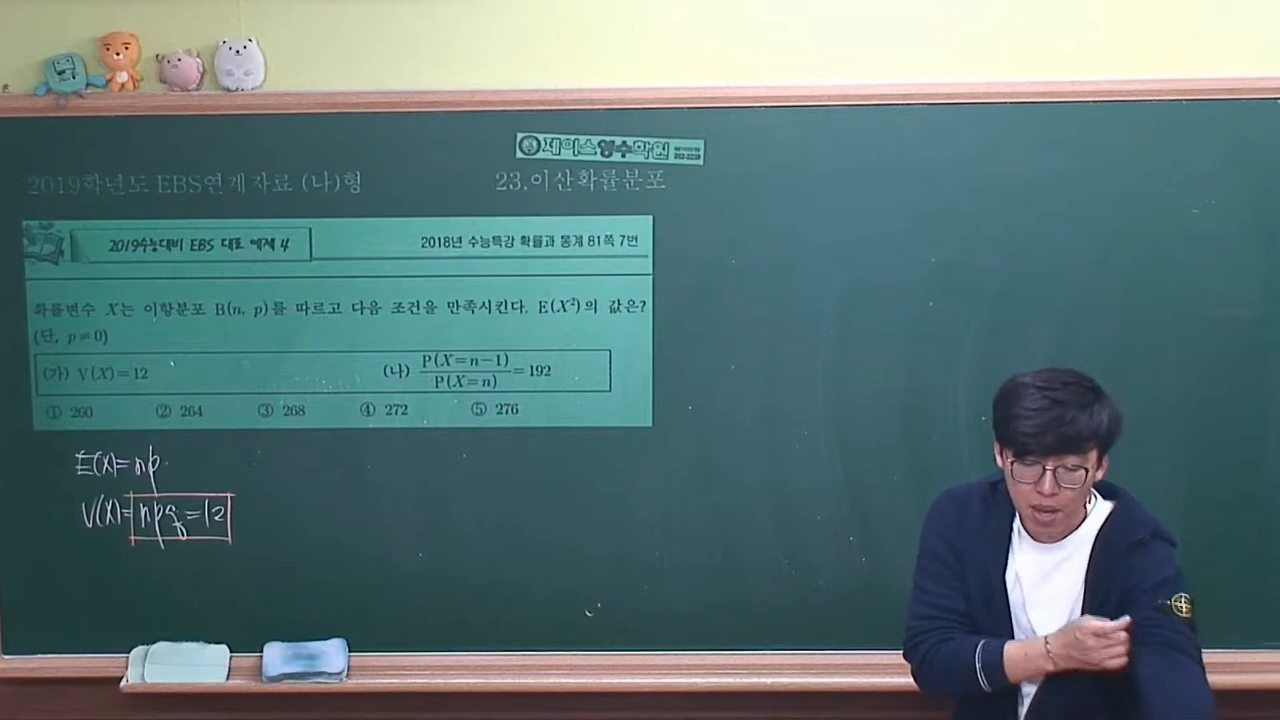 제이스영수학원
2019학년도 EBS연계자료 (나)형
23.이산확률분포
2019수능대비 EBS 대표 예제 4
2018년 수능특강 확률과 통계 81쪽 7번
확률변수 X는 이항분포 B(n, p)를 따르고 다음 조건을 만족시킨다. E(X²)의 값은?
(단, p≠0)
(가) V(X)=12 (나) P(X=n-1)/P(X=n)=192
① 260 ② 264 ③ 268 ④ 272 ⑤ 276
E(X)=np.
V(X)=npq=12